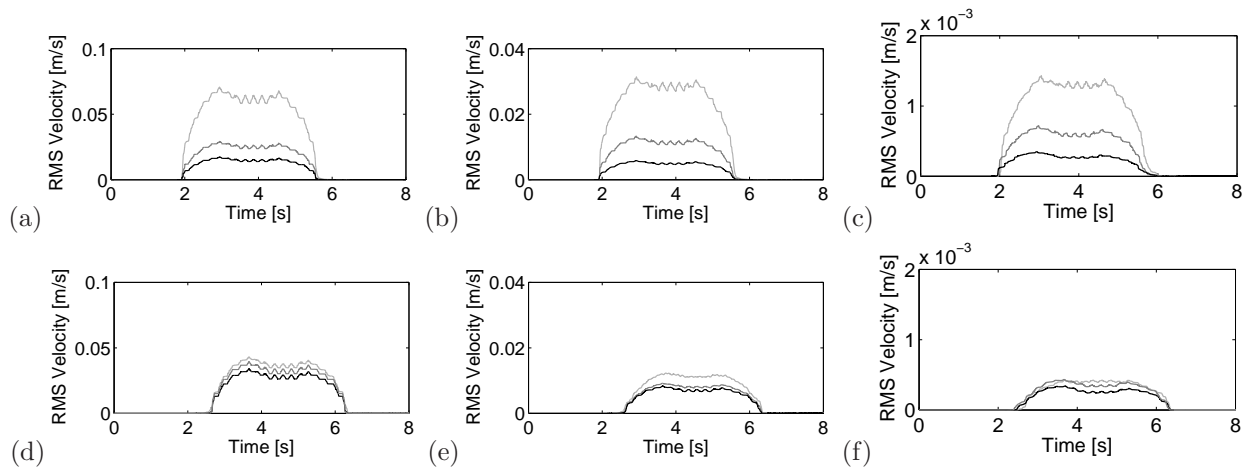 (a)
RMS Velocity [m/s]
0.1
0.05
0
0 2 4 6 8
Time [s]
(b)
RMS Velocity [m/s]
0.04
0.02
0
0 2 4 6 8
Time [s]
(c)
RMS Velocity [m/s]
2 x 10⁻³
1
0
0 2 4 6 8
Time [s]
(d)
RMS Velocity [m/s]
0.1
0.05
0
0 2 4 6 8
Time [s]
(e)
RMS Velocity [m/s]
0.04
0.02
0
0 2 4 6 8
Time [s]
(f)
RMS Velocity [m/s]
2 x 10⁻³
1
0
0 2 4 6 8
Time [s]